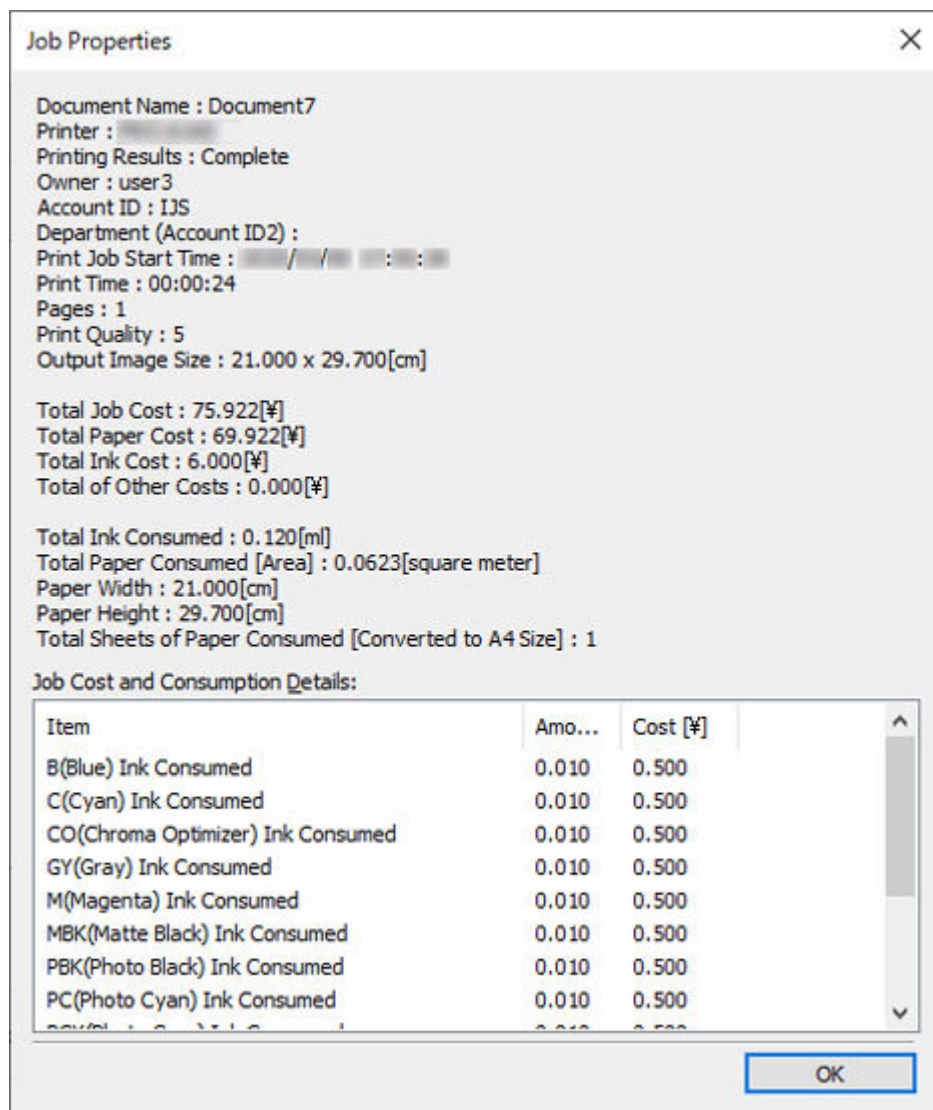 Job Properties
Document Name : Document7
Printer :
Printing Results : Complete
Owner : user3
Account ID : IJS
Department (Account ID2) :
Print Job Start Time : / / : :
Print Time : 00:00:24
Pages : 1
Print Quality : 5
Output Image Size : 21.000 x 29.700[cm]
Total Job Cost : 75.922[¥]
Total Paper Cost : 69.922[¥]
Total Ink Cost : 6.000[¥]
Total of Other Costs : 0.000[¥]
Total Ink Consumed : 0.120[ml]
Total Paper Consumed [Area] : 0.0623[square meter]
Paper Width : 21.000[cm]
Paper Height : 29.700[cm]
Total Sheets of Paper Consumed [Converted to A4 Size] : 1
Job Cost and Consumption Details:
Item Amo... Cost [¥]
B(Blue) Ink Consumed 0.010 0.500
C(Cyan) Ink Consumed 0.010 0.500
CO(Chroma Optimizer) Ink Consumed 0.010 0.500
GY(Gray) Ink Consumed 0.010 0.500
M(Magenta) Ink Consumed 0.010 0.500
MBK(Matte Black) Ink Consumed 0.010 0.500
PBK(Photo Black) Ink Consumed 0.010 0.500
PC(Photo Cyan) Ink Consumed 0.010 0.500
OK